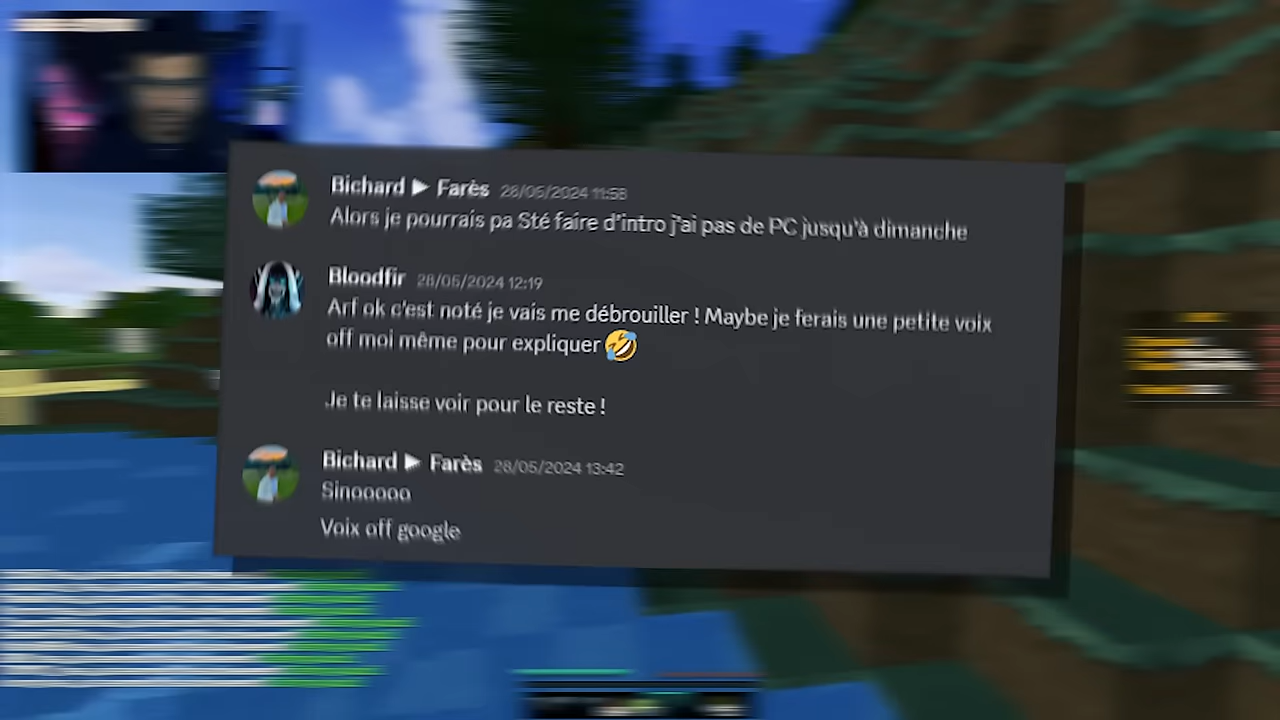 Bichard ▶ Farès 28/05/2024 11:58
Alors je pourrais pa Sté faire d'intro j'ai pas de PC jusqu'à dimanche
Bloodfir 28/05/2024 12:19
Arf ok c'est noté je vais me débrouiller ! Maybe je ferais une petite voix
off moi même pour expliquer 🤣
Je te laisse voir pour le reste !
Bichard ▶ Farès 28/05/2024 13:42
Sinooooo
Voix off google